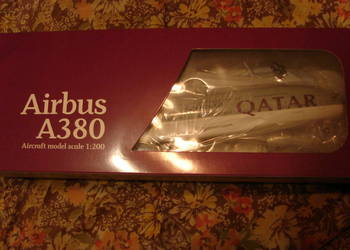 Airbus
A380
Aircraft model scale 1:200
QATAR